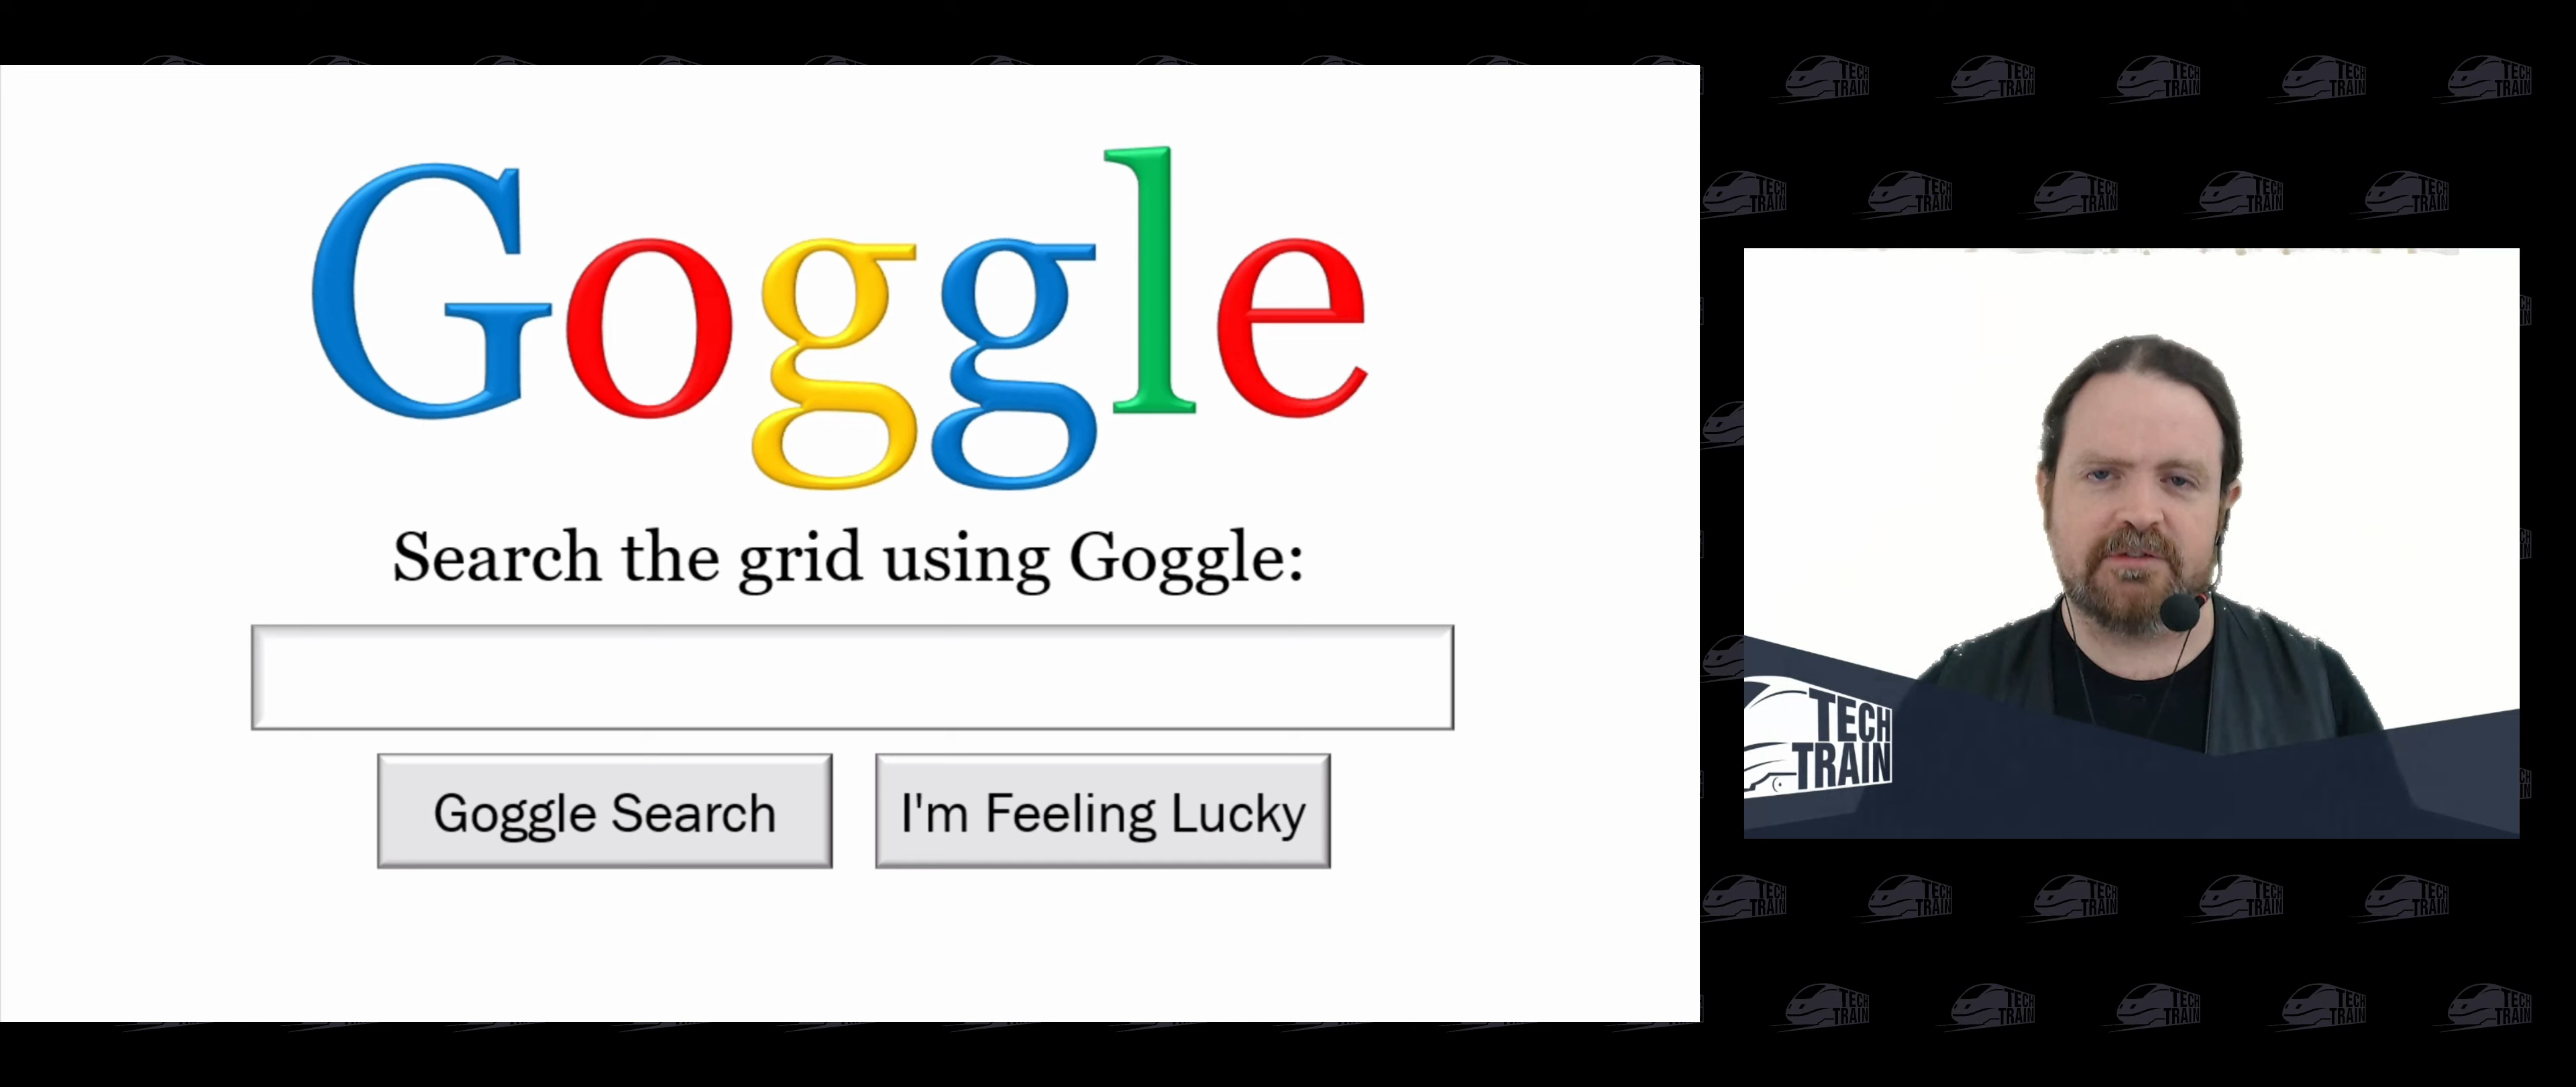 Goggle
Search the grid using Goggle:
Goggle Search
I'm Feeling Lucky
TECH
TRAIN